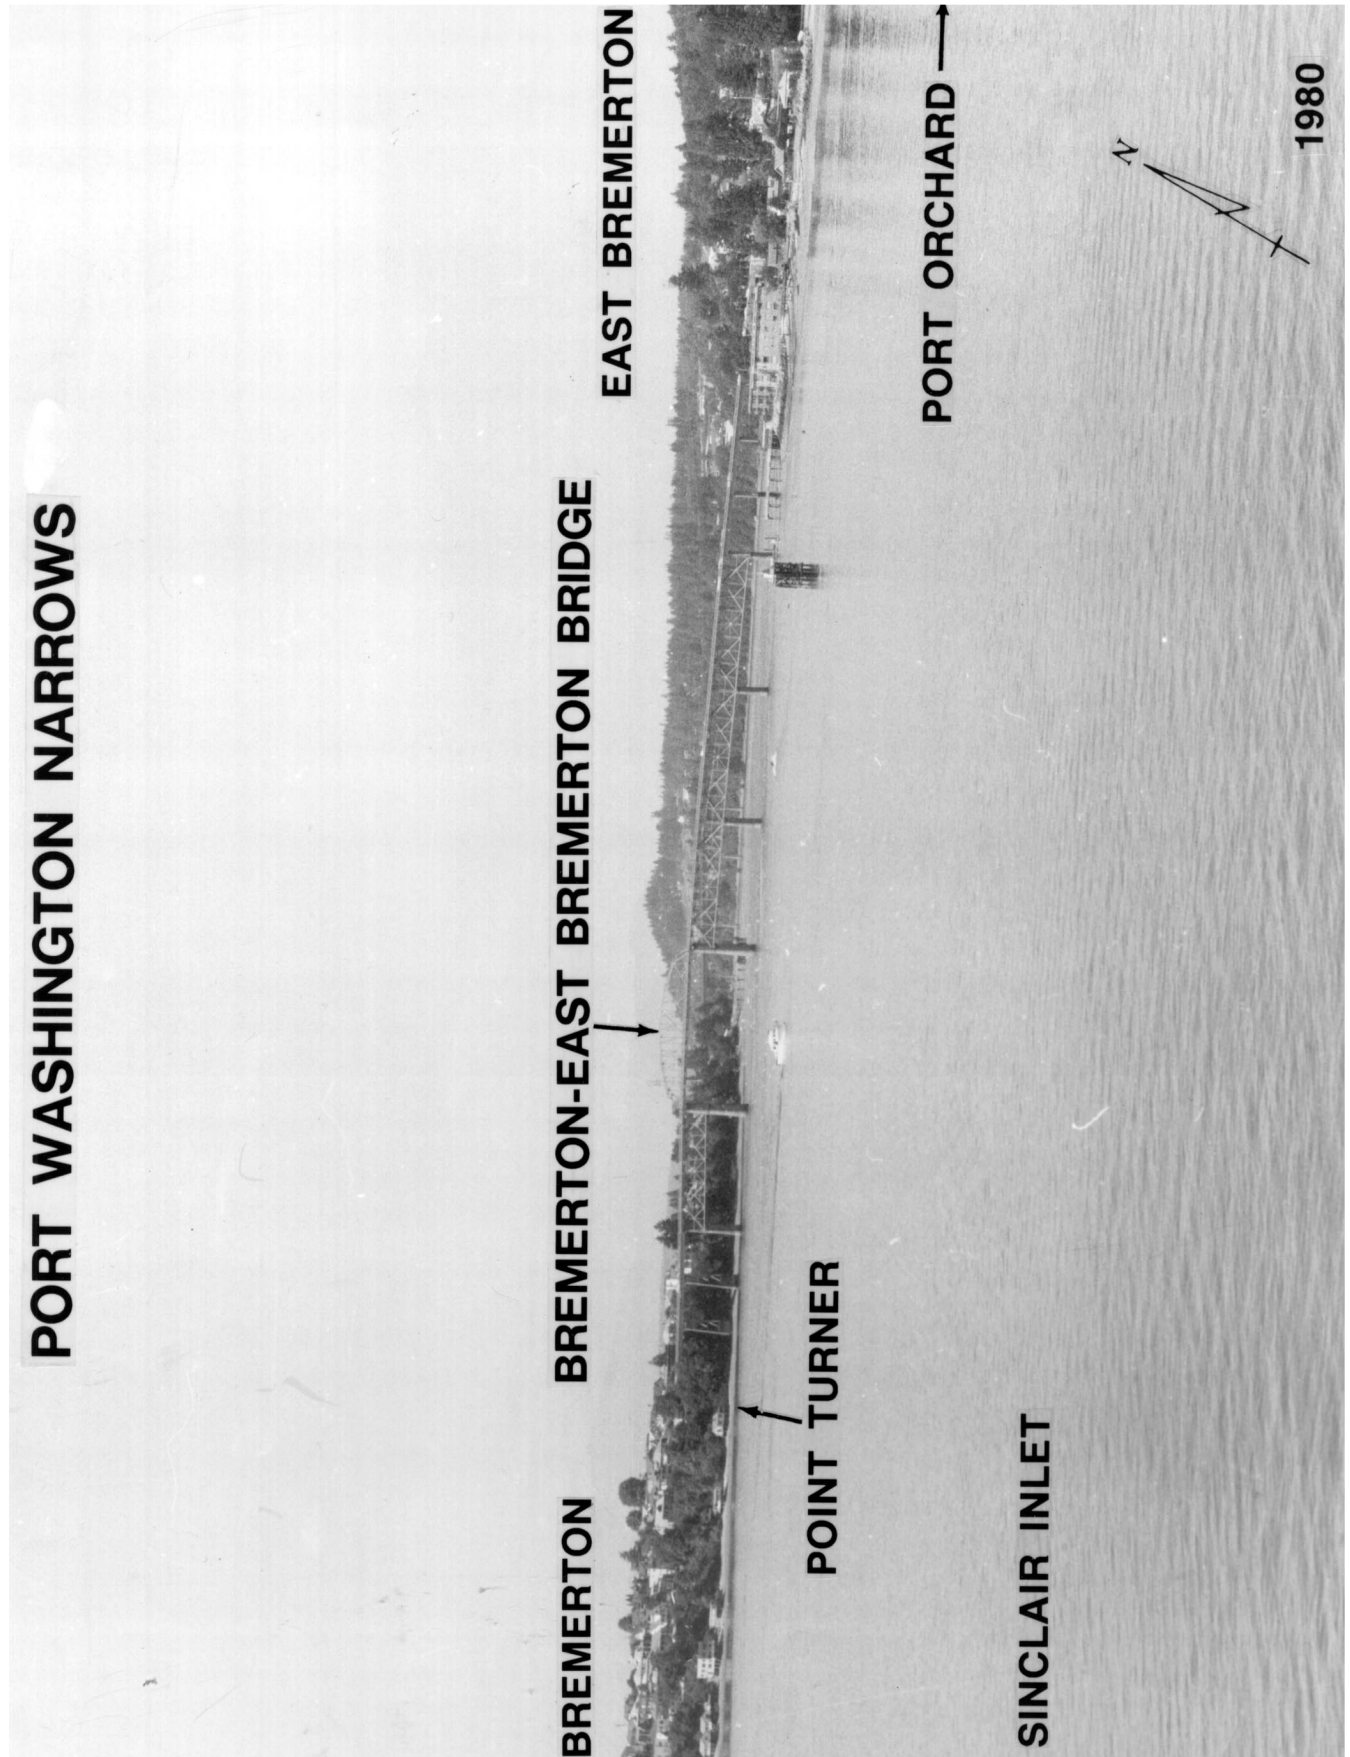 PORT WASHINGTON NARROWS
BREMERTON
BREMERTON-EAST BREMERTON BRIDGE
EAST BREMERTON
POINT TURNER
PORT ORCHARD
SINCLAIR INLET
N
1980